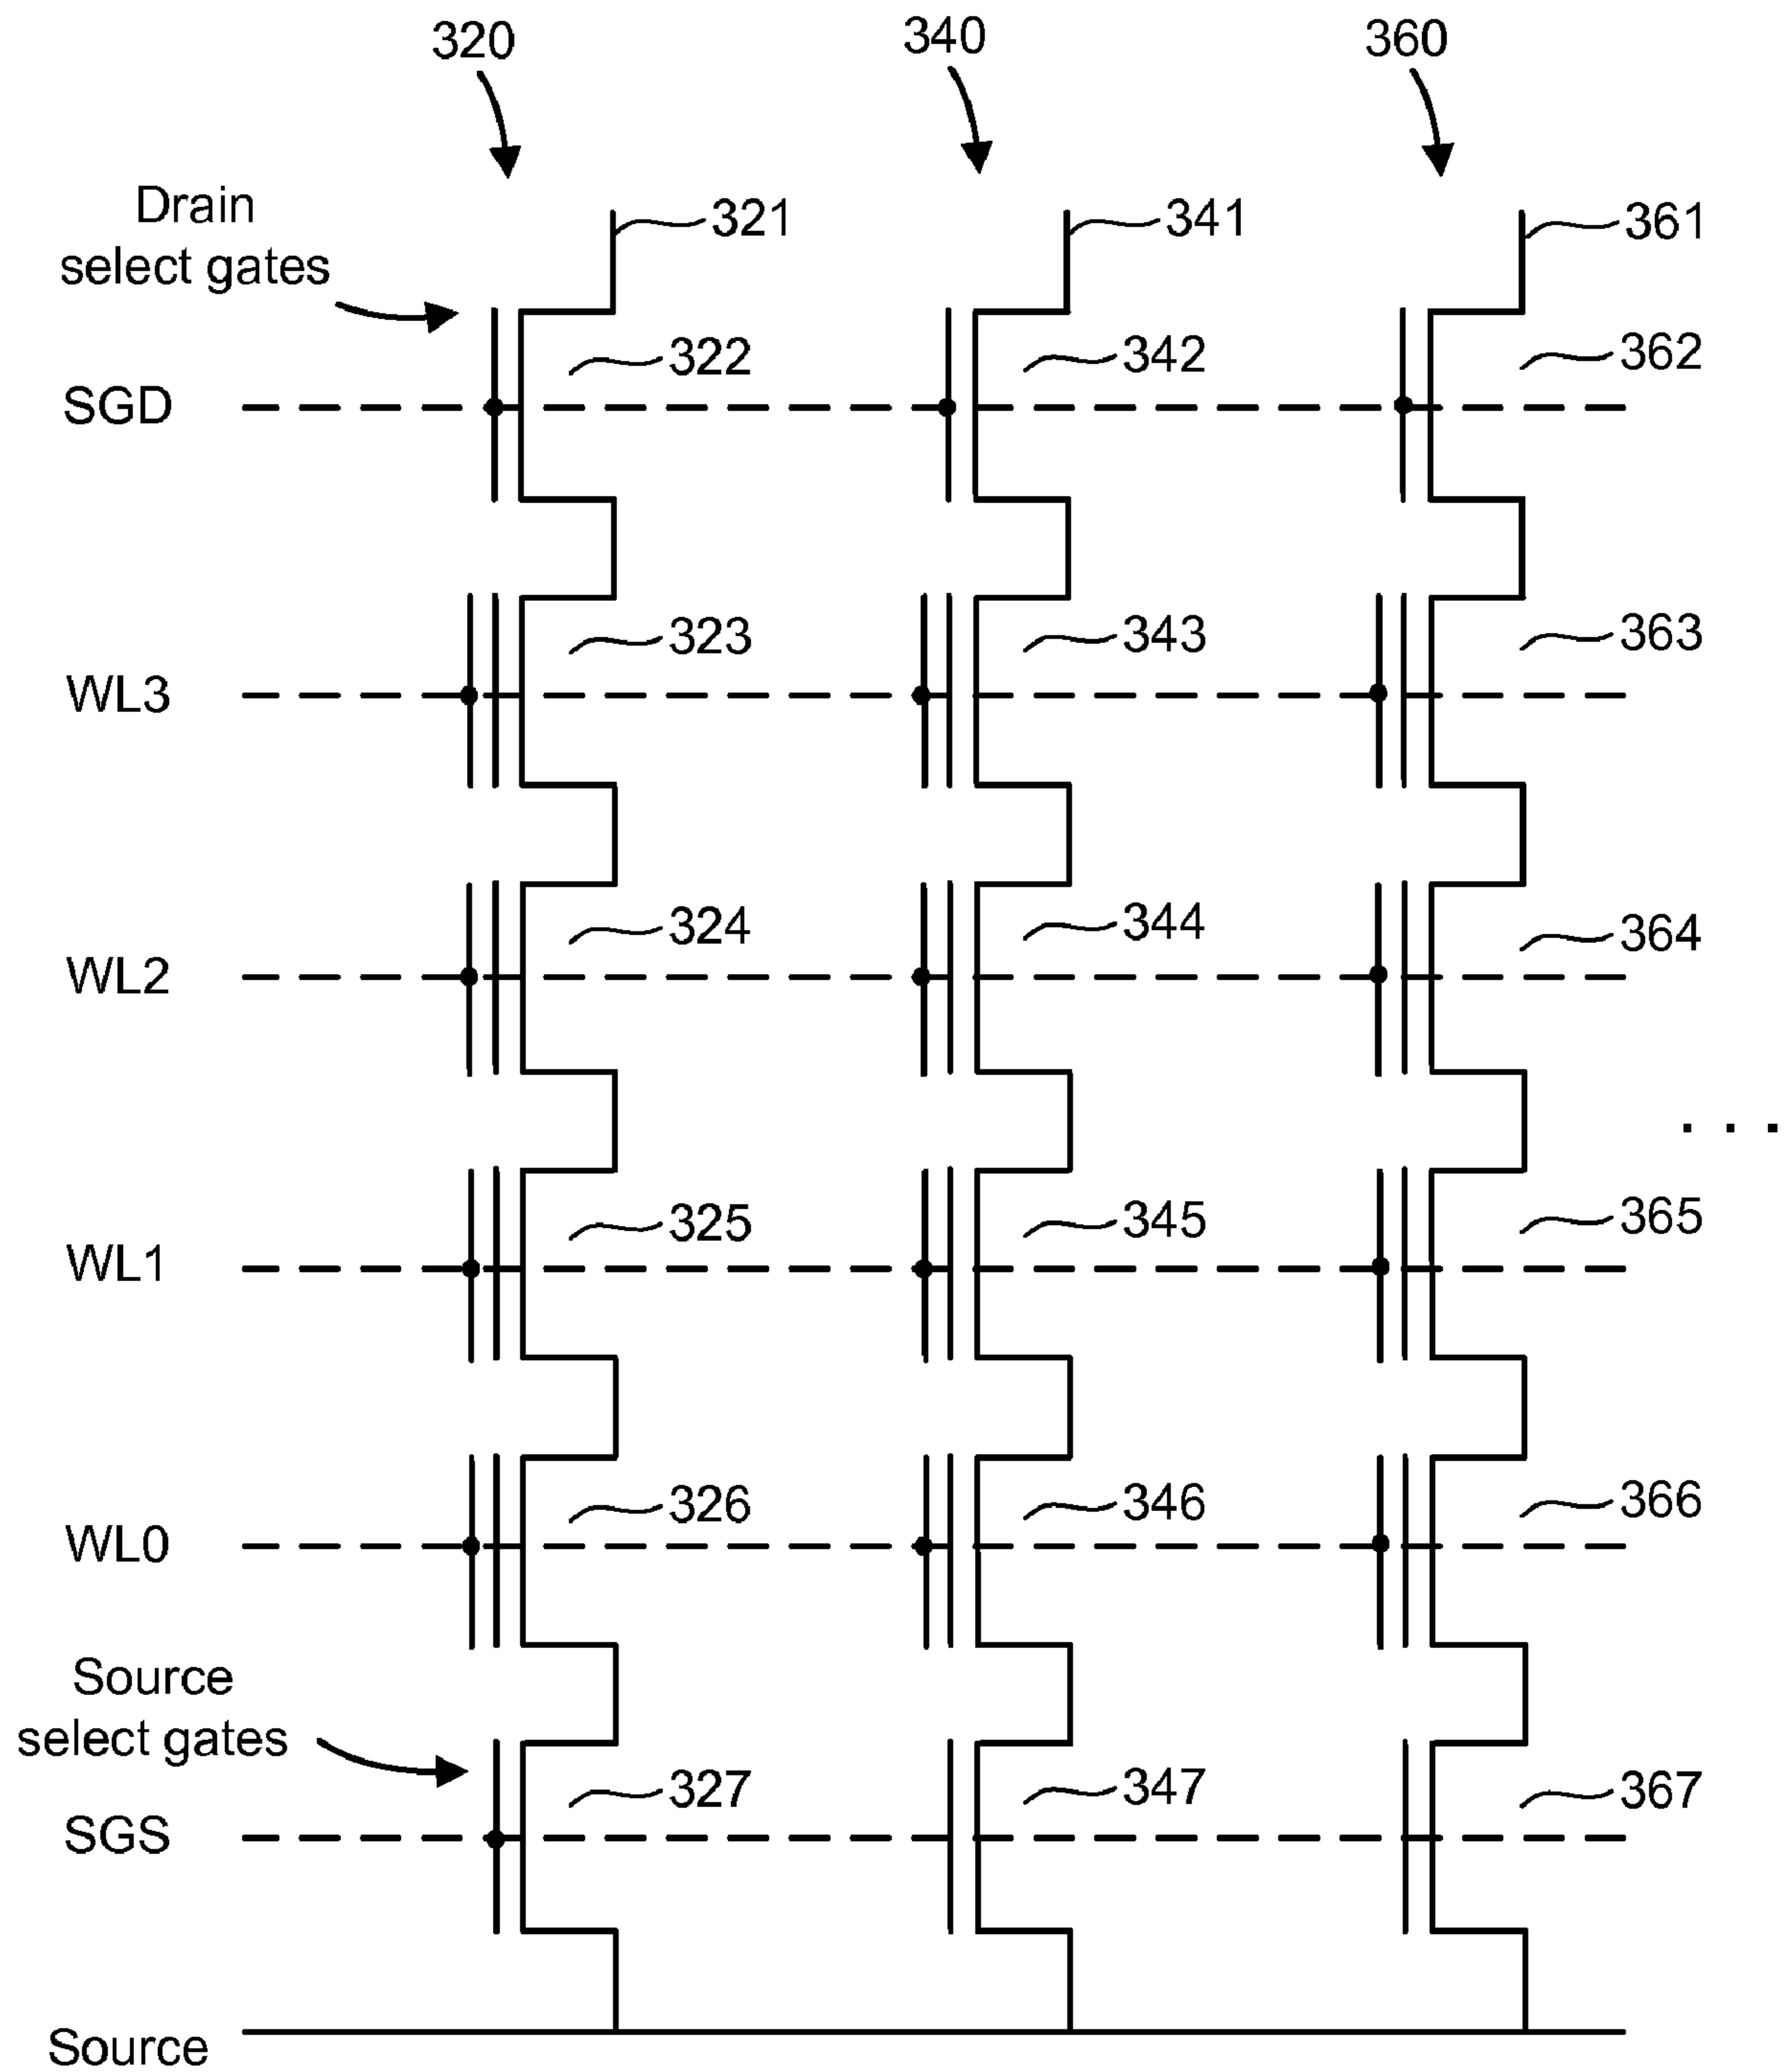 320 340 360
Drain
select gates
321 341 361
322 342 362
SGD
323 343 363
WL3
324 344 364
WL2
. . .
325 345 365
WL1
326 346 366
WL0
Source
select gates
327 347 367
SGS
Source